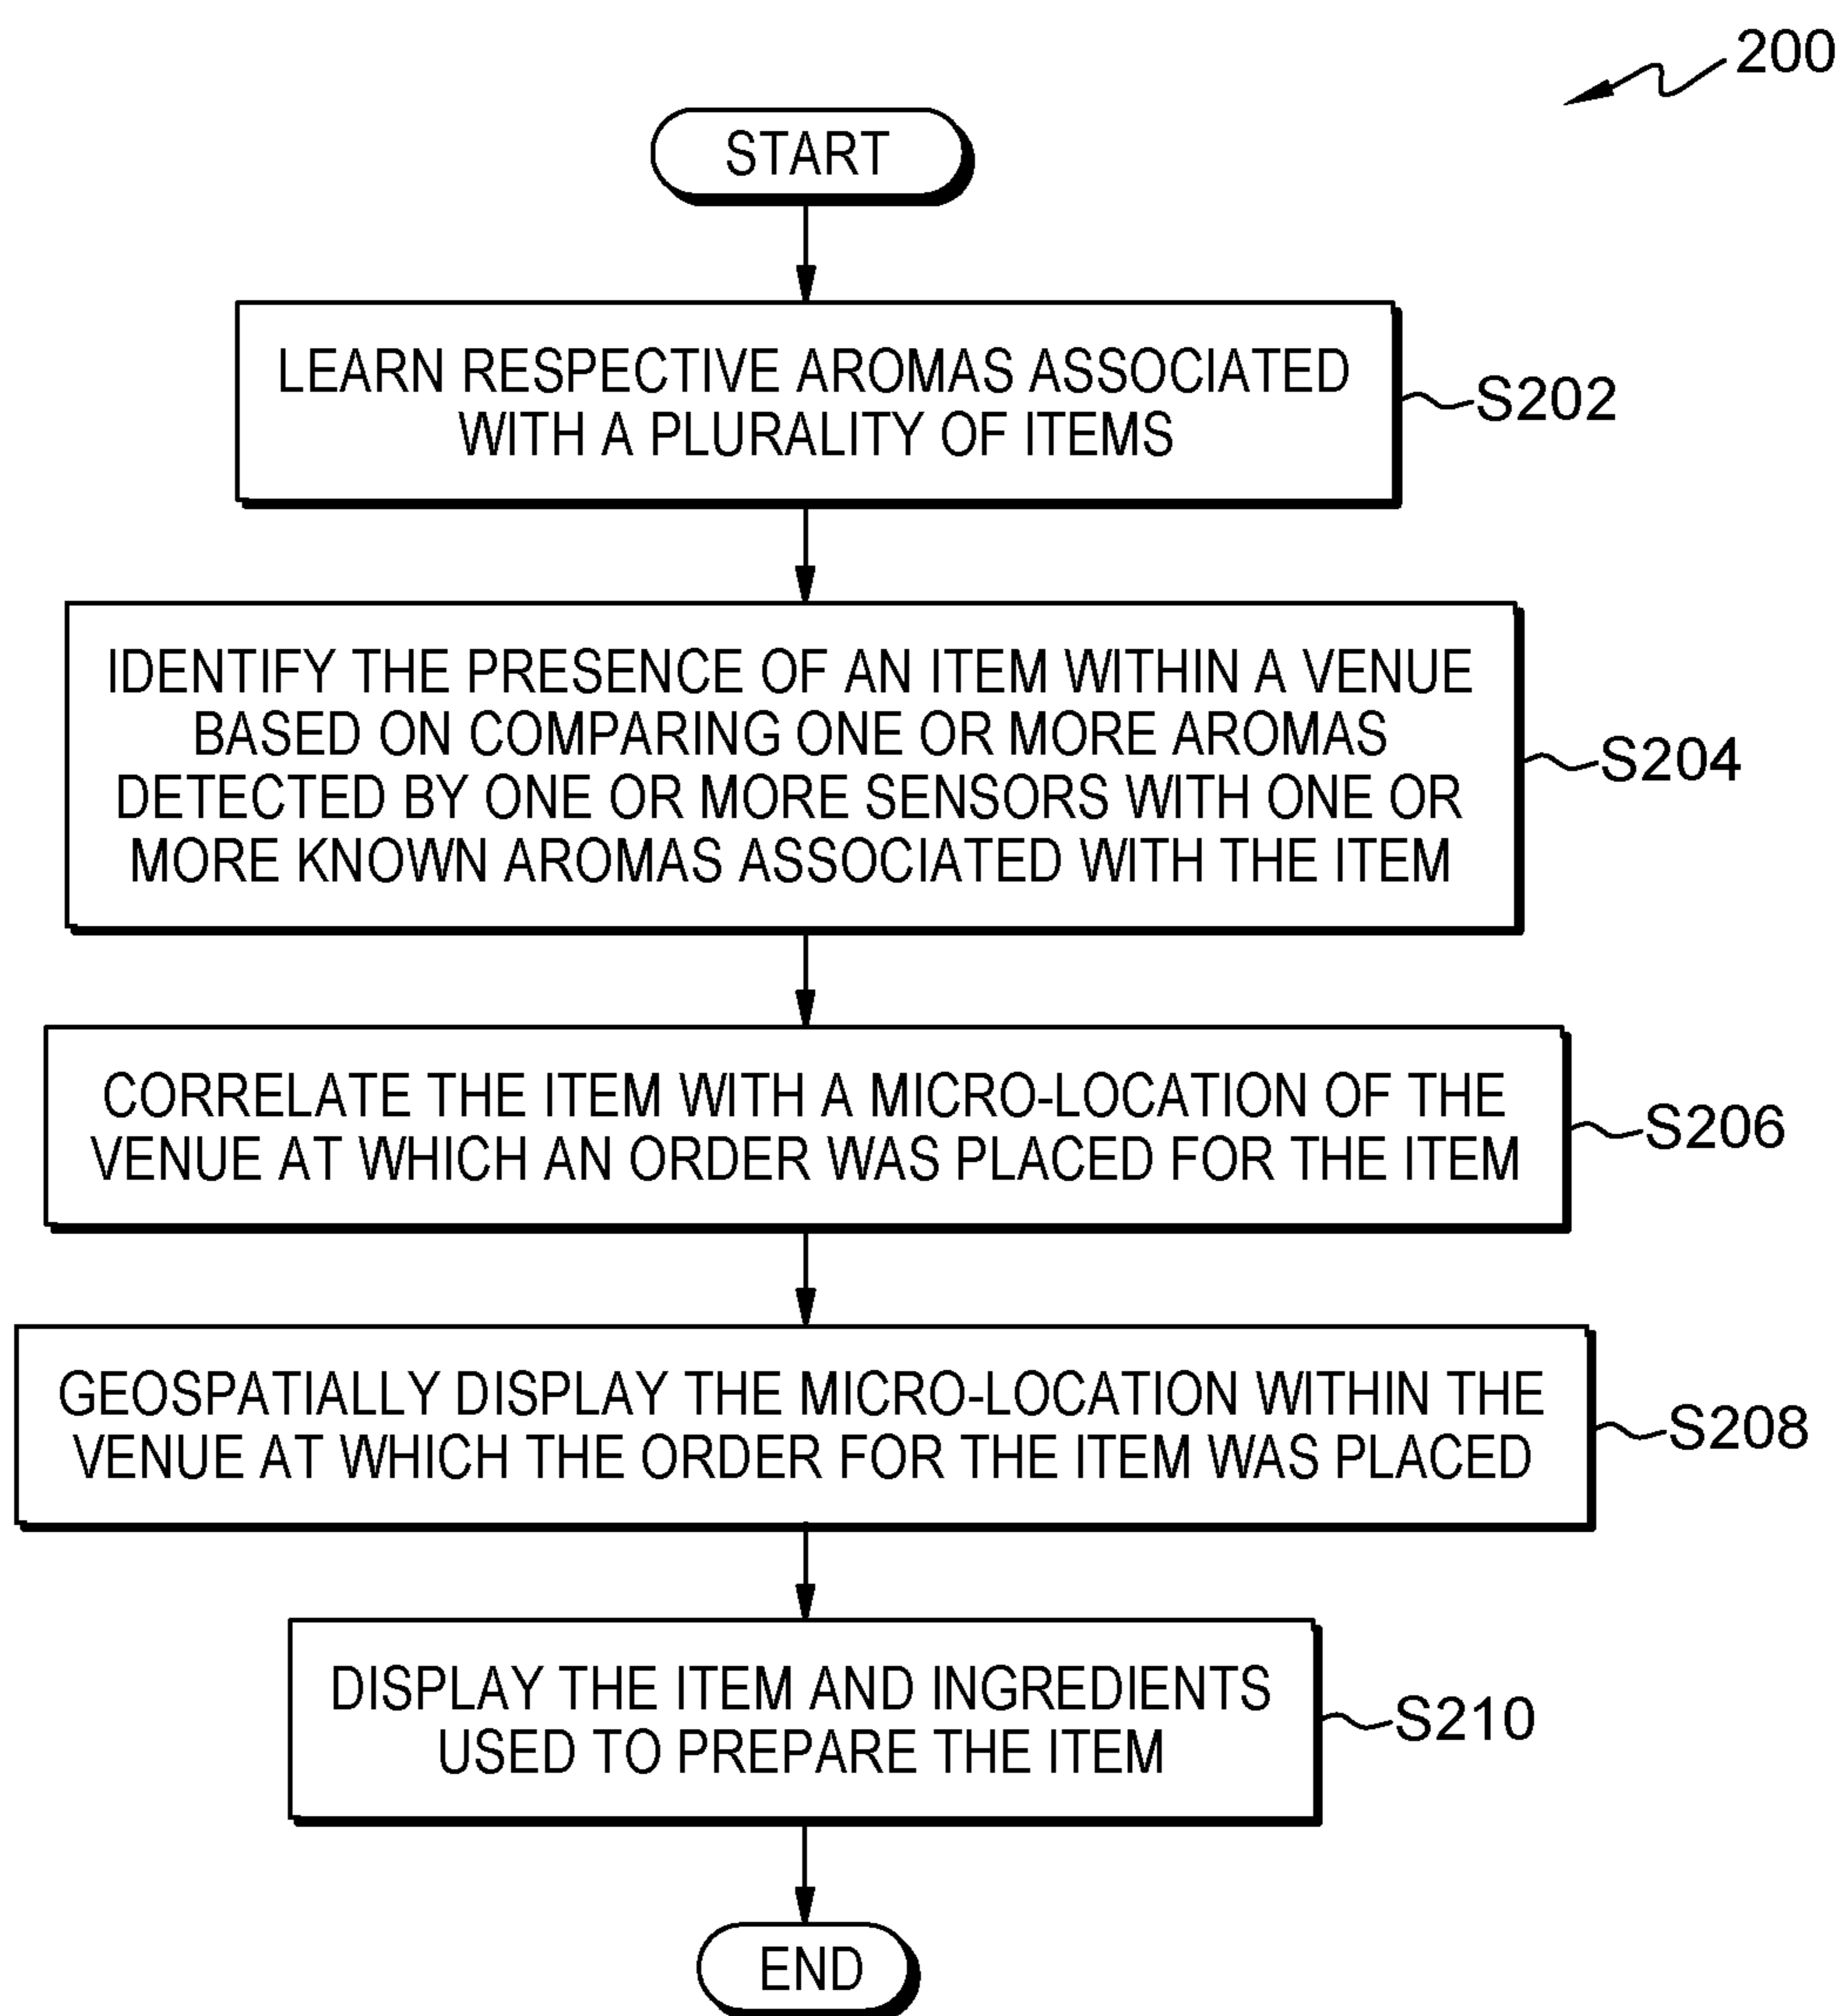 200
START
LEARN RESPECTIVE AROMAS ASSOCIATED
WITH A PLURALITY OF ITEMS
S202
IDENTIFY THE PRESENCE OF AN ITEM WITHIN A VENUE
BASED ON COMPARING ONE OR MORE AROMAS
DETECTED BY ONE OR MORE SENSORS WITH ONE OR
MORE KNOWN AROMAS ASSOCIATED WITH THE ITEM
S204
CORRELATE THE ITEM WITH A MICRO-LOCATION OF THE
VENUE AT WHICH AN ORDER WAS PLACED FOR THE ITEM
S206
GEOSPATIALLY DISPLAY THE MICRO-LOCATION WITHIN THE
VENUE AT WHICH THE ORDER FOR THE ITEM WAS PLACED
S208
DISPLAY THE ITEM AND INGREDIENTS
USED TO PREPARE THE ITEM
S210
END